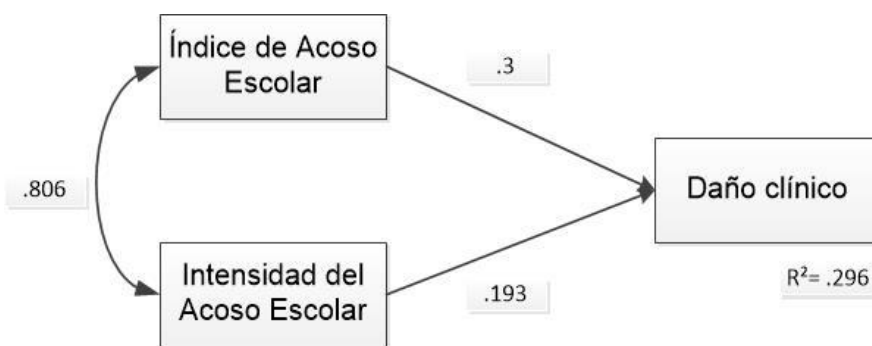 Índice de Acoso
Escolar
.3
.806
Daño clínico
Intensidad del
Acoso Escolar
.193
R²= .296